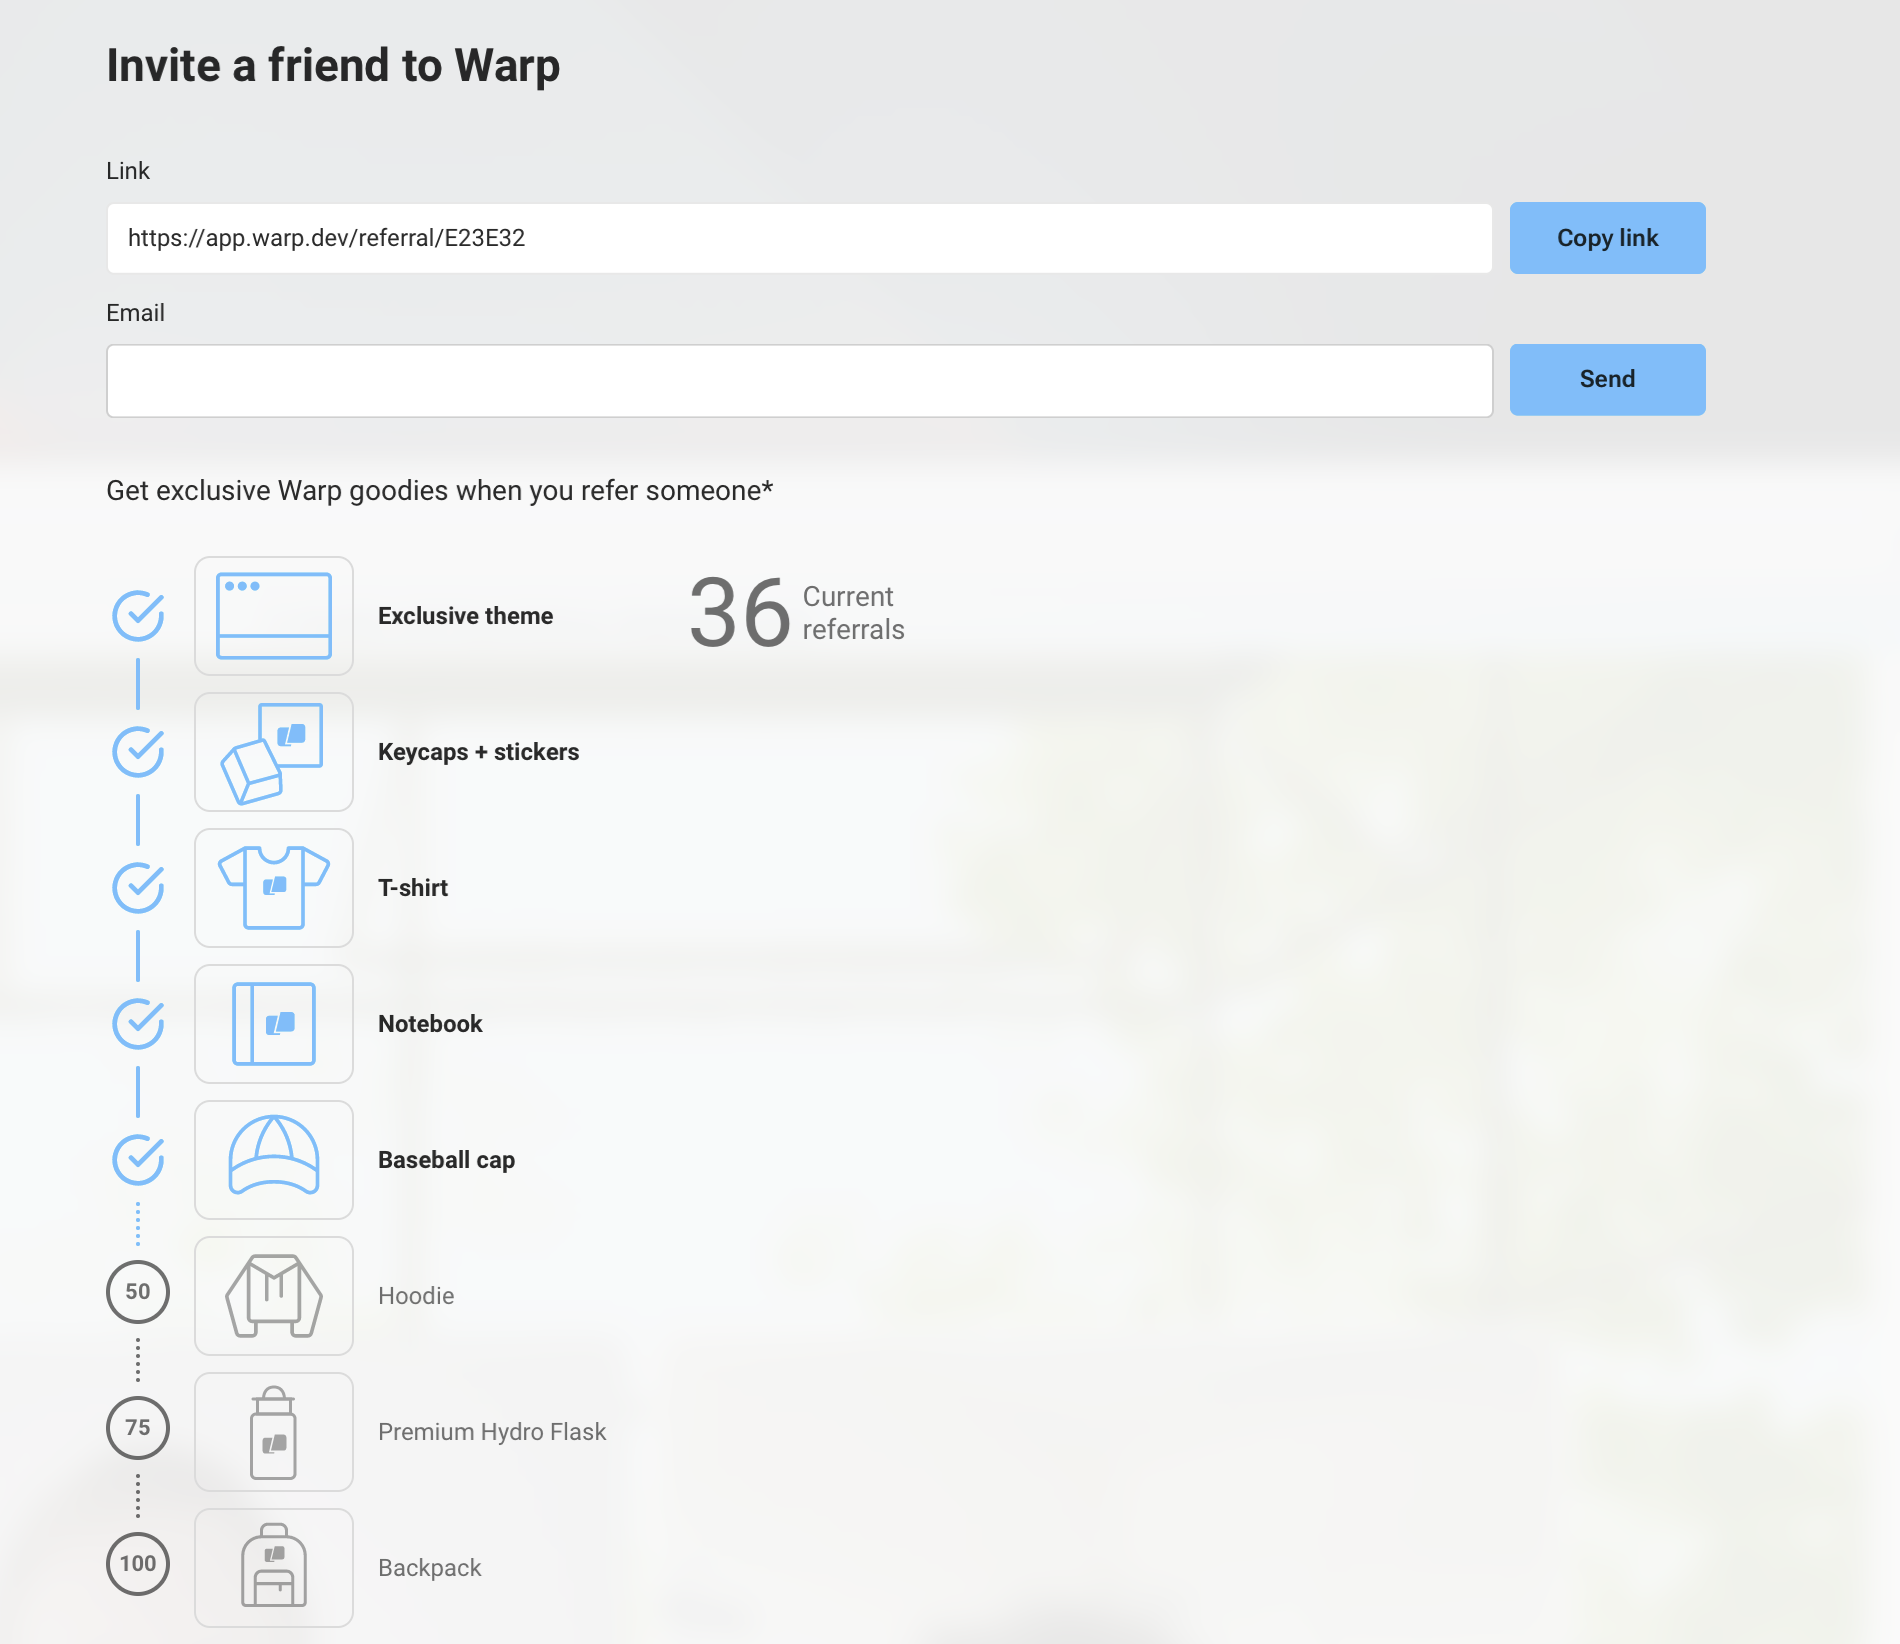 Invite a friend to Warp
Link
https://app.warp.dev/referral/E23E32
Copy link
Email
Send
Get exclusive Warp goodies when you refer someone*
Exclusive theme
36
Current
referrals
Keycaps + stickers
T-shirt
Notebook
Baseball cap
50
Hoodie
75
Premium Hydro Flask
100
Backpack